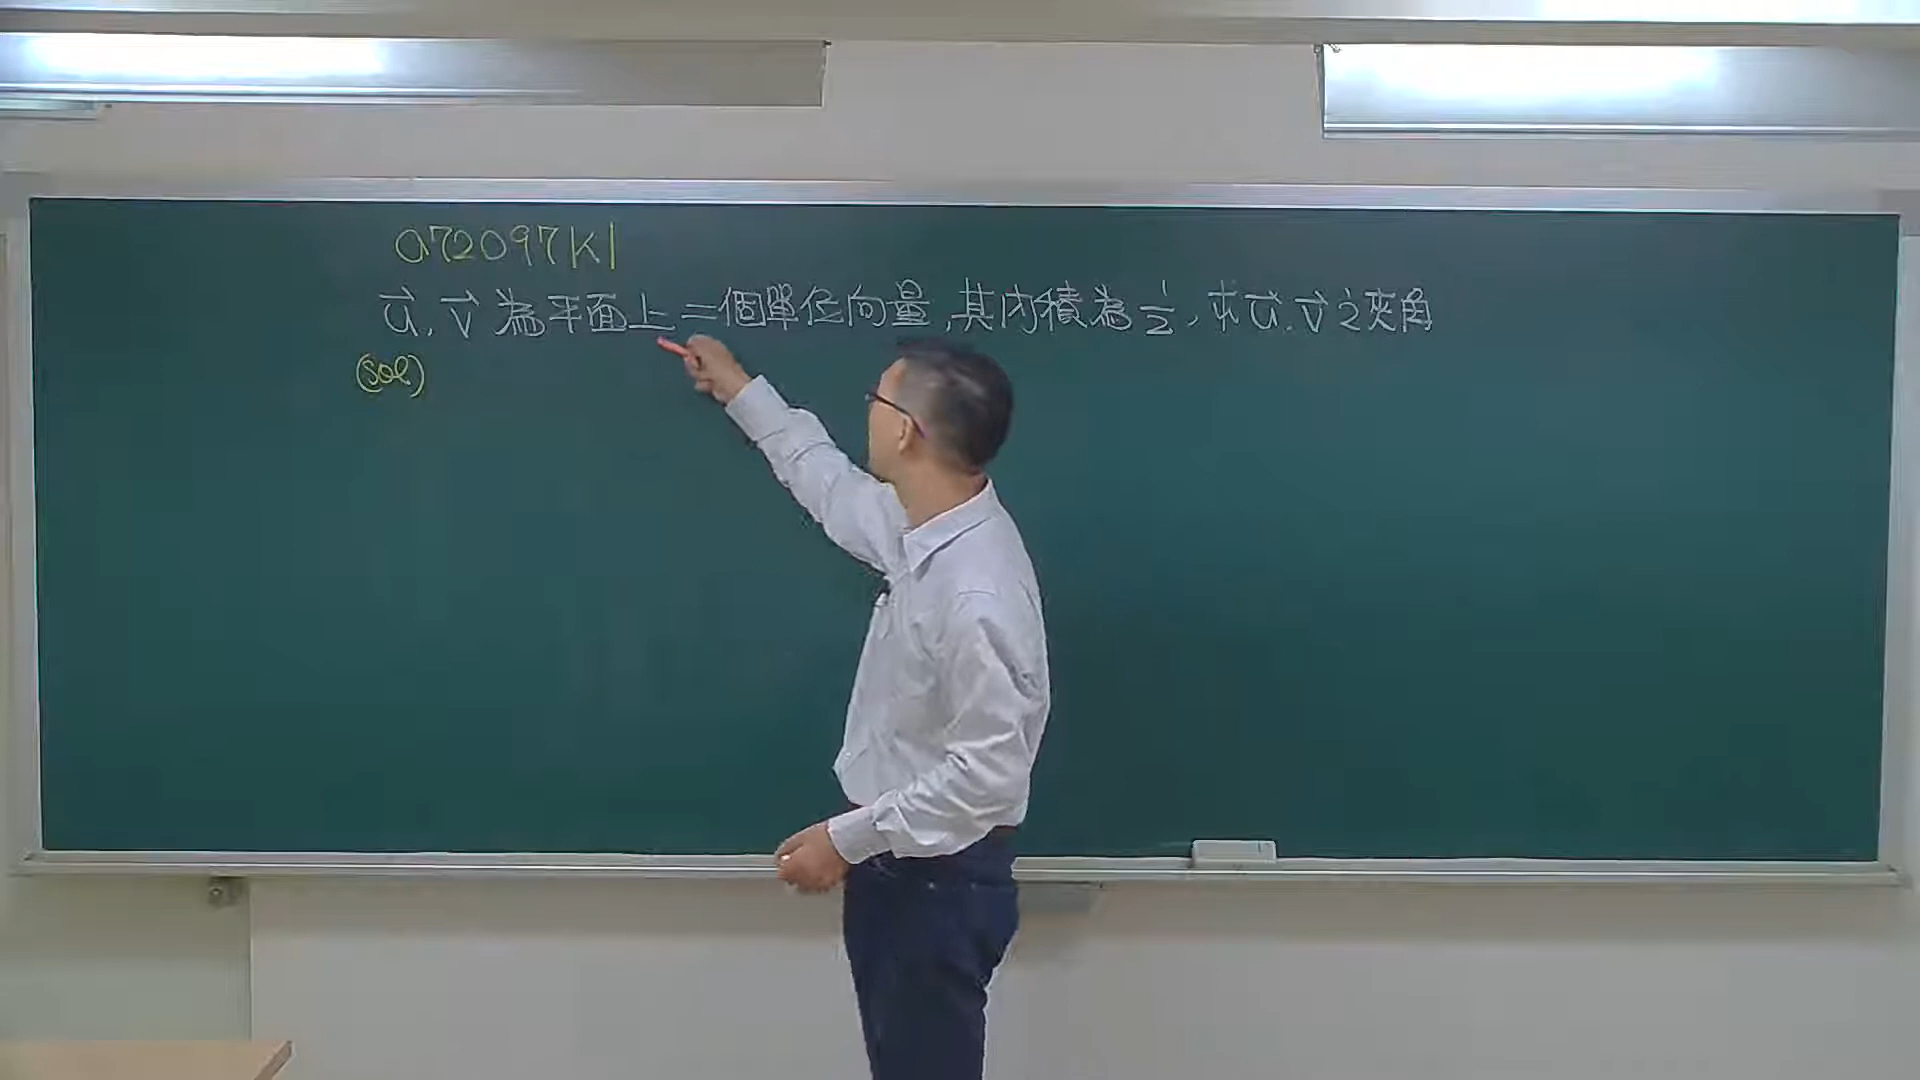 a72097k1
u⃗, v⃗ 為平面上二個單位向量,其內積為 1/2, 求 u⃗, v⃗ 之夾角
(sol)